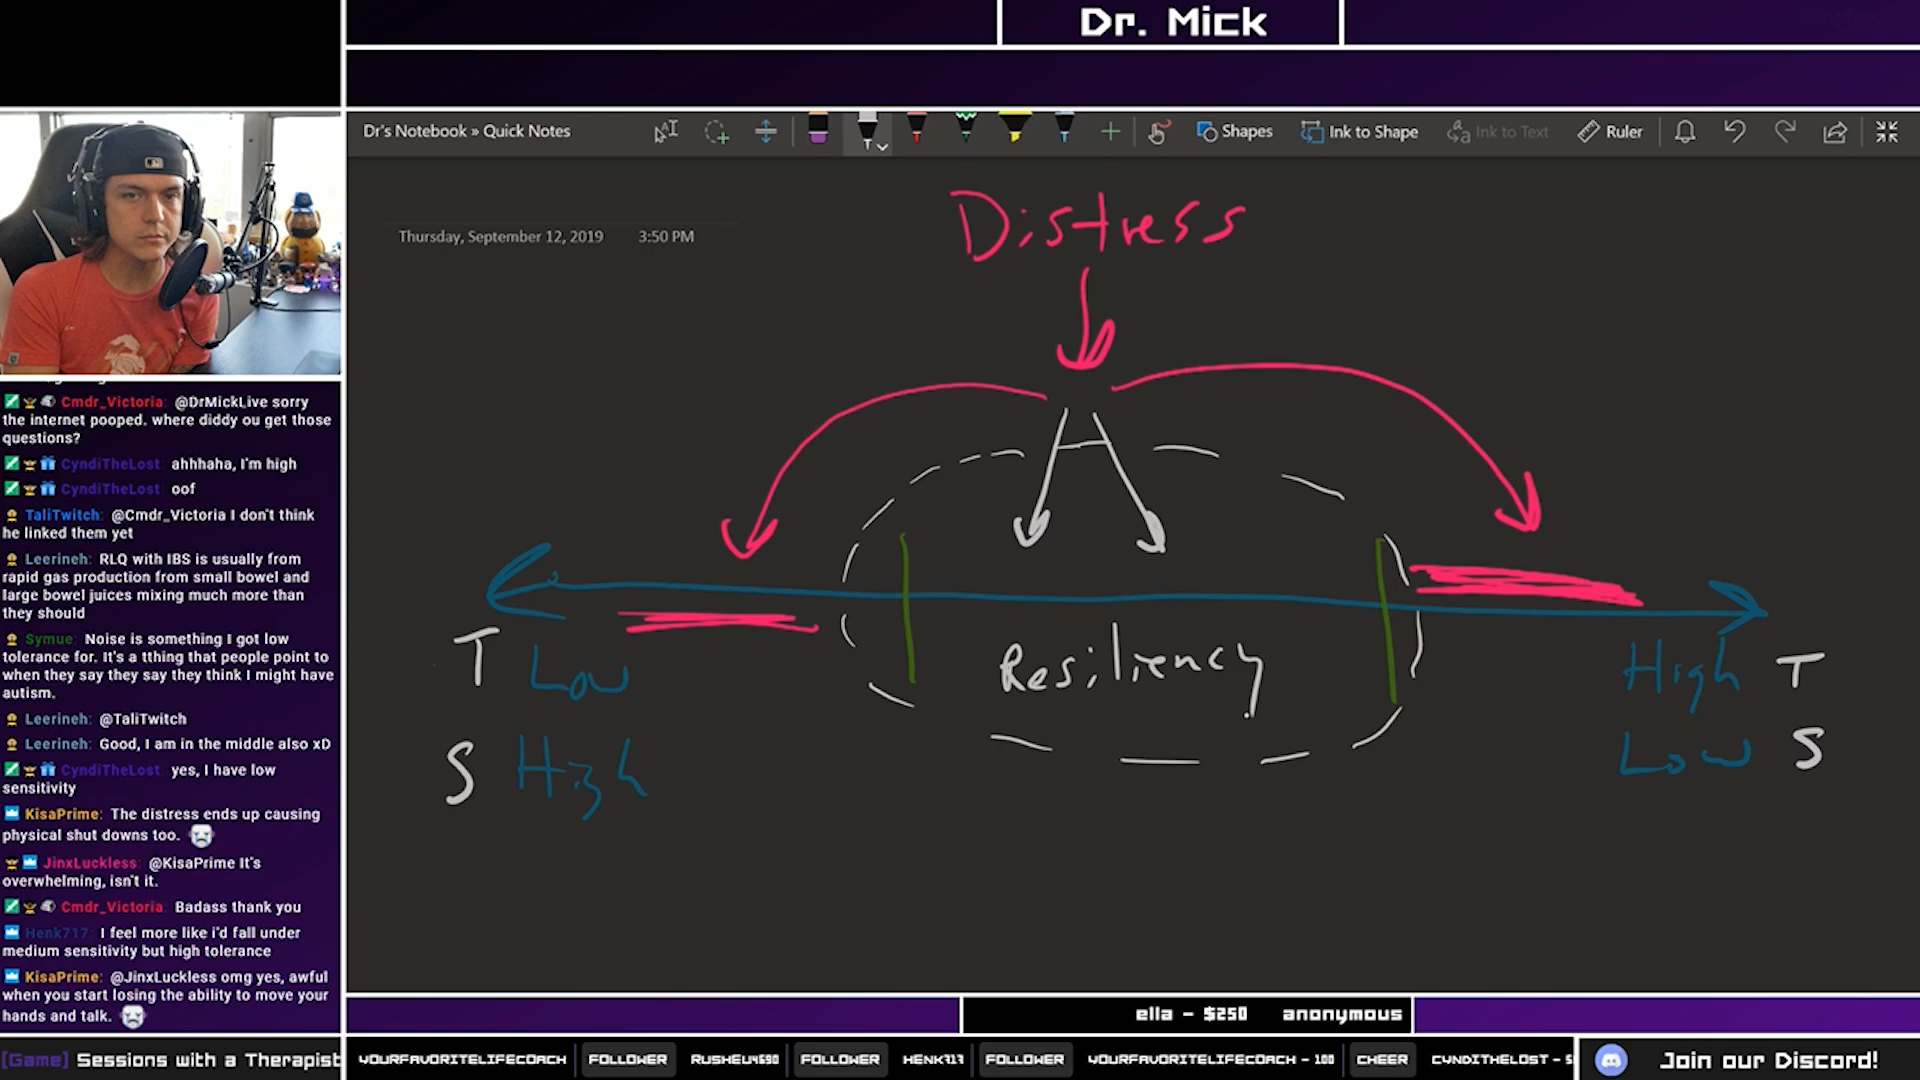 Dr. Mick
Dr's Notebook » Quick Notes
Shapes
Ink to Shape
Ink to Text
Ruler
Thursday, September 12, 2019 3:50 PM
Distress
Resiliency
T Low
S High
High T
Low S
Cmdr_Victoria: @DrMickLive sorry
the internet pooped. where diddy ou get those
questions?
CyndiTheLost: ahhhaha, I'm high
CyndiTheLost: oof
TaliTwitch: @Cmdr_Victoria I don't think
he linked them yet
Leerineh: RLQ with IBS is usually from
rapid gas production from small bowel and
large bowel juices mixing much more than
they should
Symue: Noise is something I got low
tolerance for. It's a tthing that people point to
when they say they say they think I might have
autism.
Leerineh: @TaliTwitch
Leerineh: Good, I am in the middle also xD
CyndiTheLost: yes, I have low
sensitivity
KisaPrime: The distress ends up causing
physical shut downs too.
JinxLuckless: @KisaPrime It's
overwhelming, isn't it.
Cmdr_Victoria: Badass thank you
Henk717: I feel more like i'd fall under
medium sensitivity but high tolerance
KisaPrime: @JinxLuckless omg yes, awful
when you start losing the ability to move your
hands and talk.
ella - $250 anonymous
[Game] Sessions with a Therapist
YOURFAVORITELIFECOACH FOLLOWER RUSHEU4690 FOLLOWER HENK717 FOLLOWER YOURFAVORITELIFECOACH - 100 CHEER CYNDITHELOST -
Join our Discord!